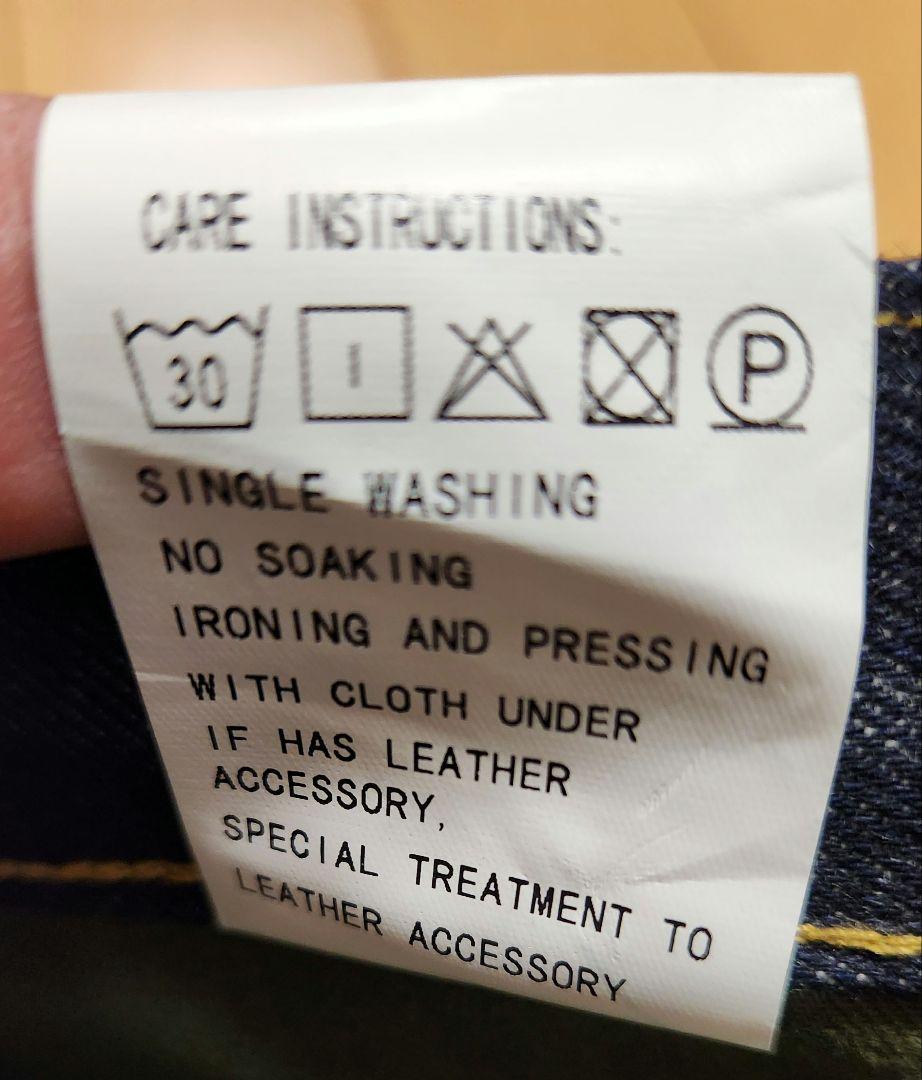 CARE INSTRUCTIONS:
30 P
SINGLE WASHING
NO SOAKING
IRONING AND PRESSING
WITH CLOTH UNDER
IF HAS LEATHER
ACCESSORY,
SPECIAL TREATMENT TO
LEATHER ACCESSORY